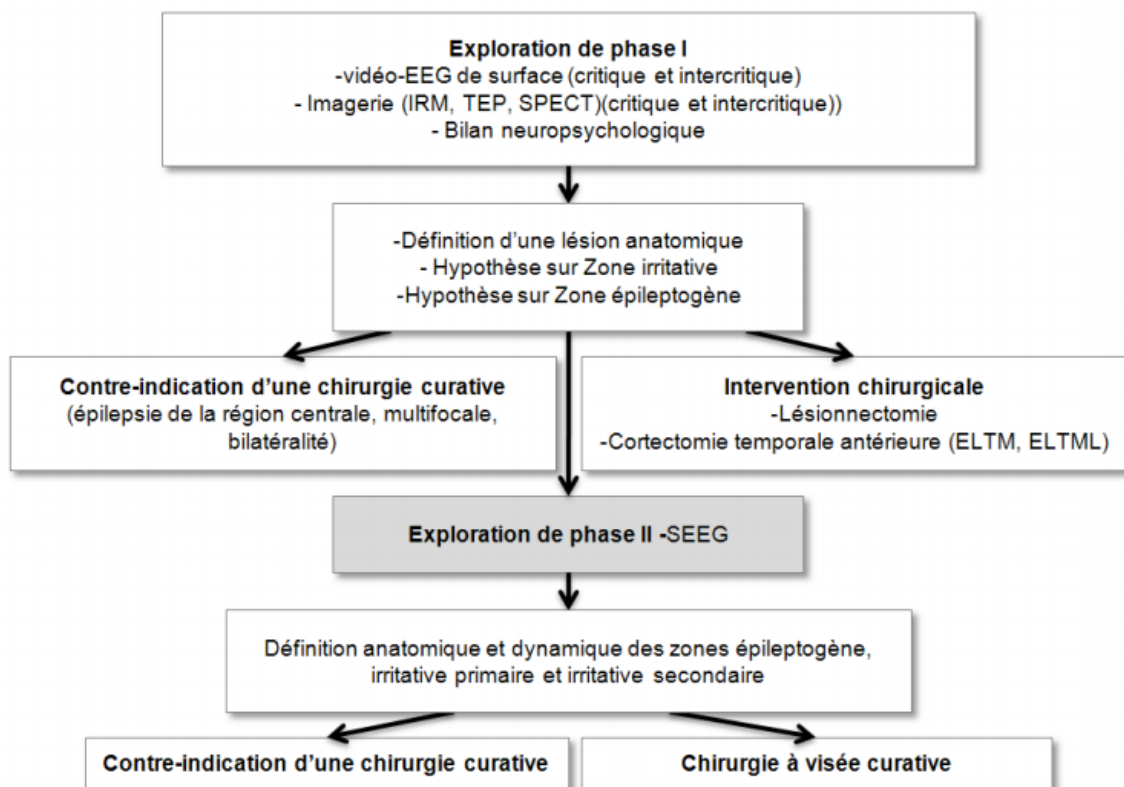 Exploration de phase I
-vidéo-EEG de surface (critique et intercritique)
- Imagerie (IRM, TEP, SPECT)(critique et intercritique))
- Bilan neuropsychologique
-Définition d'une lésion anatomique
- Hypothèse sur Zone irritative
-Hypothèse sur Zone épileptogène
Contre-indication d'une chirurgie curative
(épilepsie de la région centrale, multifocale,
bilatéralité)
Intervention chirurgicale
-Lésionnectomie
-Cortectomie temporale antérieure (ELTM, ELTML)
Exploration de phase II -SEEG
Définition anatomique et dynamique des zones épileptogène,
irritative primaire et irritative secondaire
Contre-indication d'une chirurgie curative
Chirurgie à visée curative